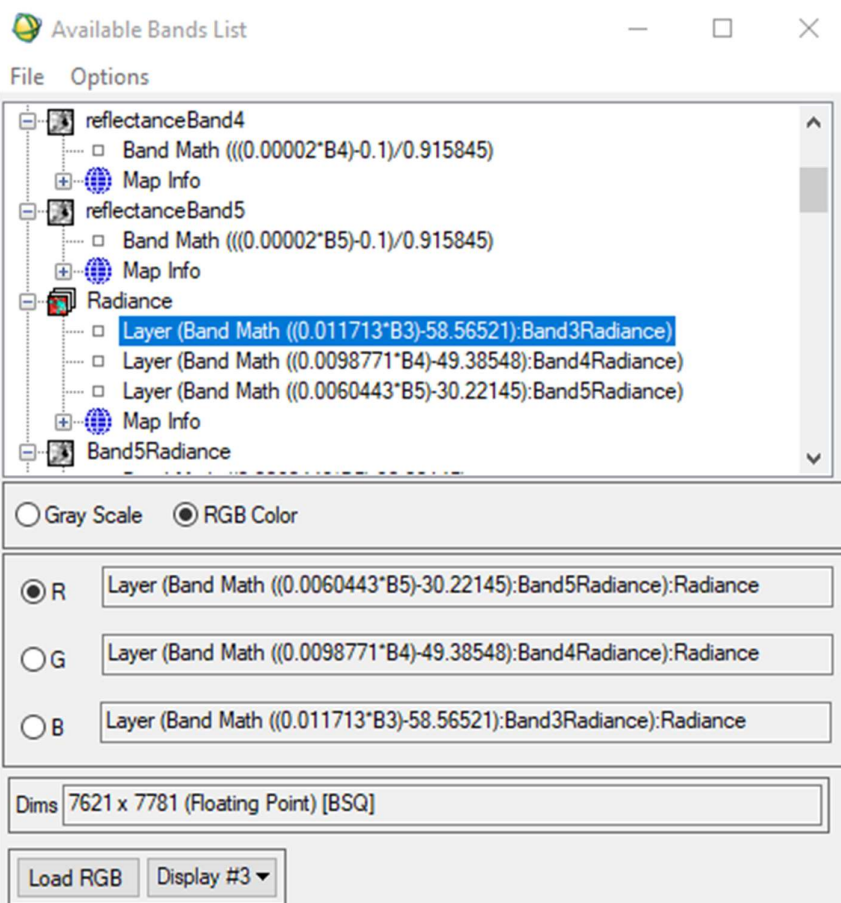 Available Bands List
File Options
reflectanceBand4
Band Math (((0.00002*B4)-0.1)/0.915845)
Map Info
reflectanceBand5
Band Math (((0.00002*B5)-0.1)/0.915845)
Map Info
Radiance
Layer (Band Math ((0.011713*B3)-58.56521):Band3Radiance)
Layer (Band Math ((0.0098771*B4)-49.38548):Band4Radiance)
Layer (Band Math ((0.0060443*B5)-30.22145):Band5Radiance)
Map Info
Band5Radiance
Gray Scale RGB Color
R Layer (Band Math ((0.0060443*B5)-30.22145):Band5Radiance):Radiance
G Layer (Band Math ((0.0098771*B4)-49.38548):Band4Radiance):Radiance
B Layer (Band Math ((0.011713*B3)-58.56521):Band3Radiance):Radiance
Dims 7621 x 7781 (Floating Point) [BSQ]
Load RGB Display #3